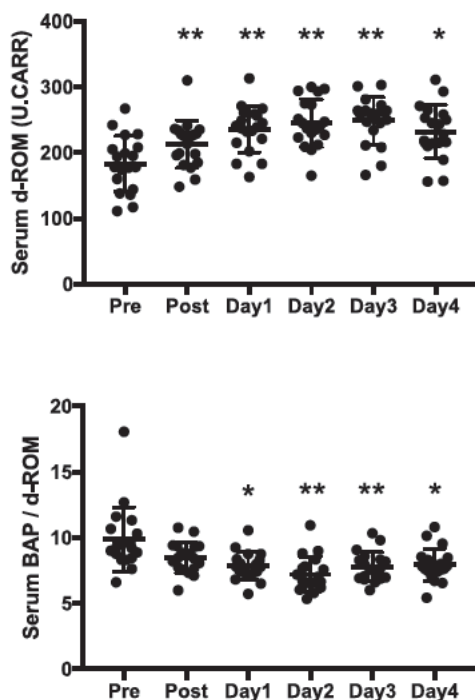 Serum d-ROM (U.CARR)
400
300
200
100
0
** ** ** ** *
Pre Post Day1 Day2 Day3 Day4
Serum BAP / d-ROM
20
15
10
5
0
* ** ** *
Pre Post Day1 Day2 Day3 Day4